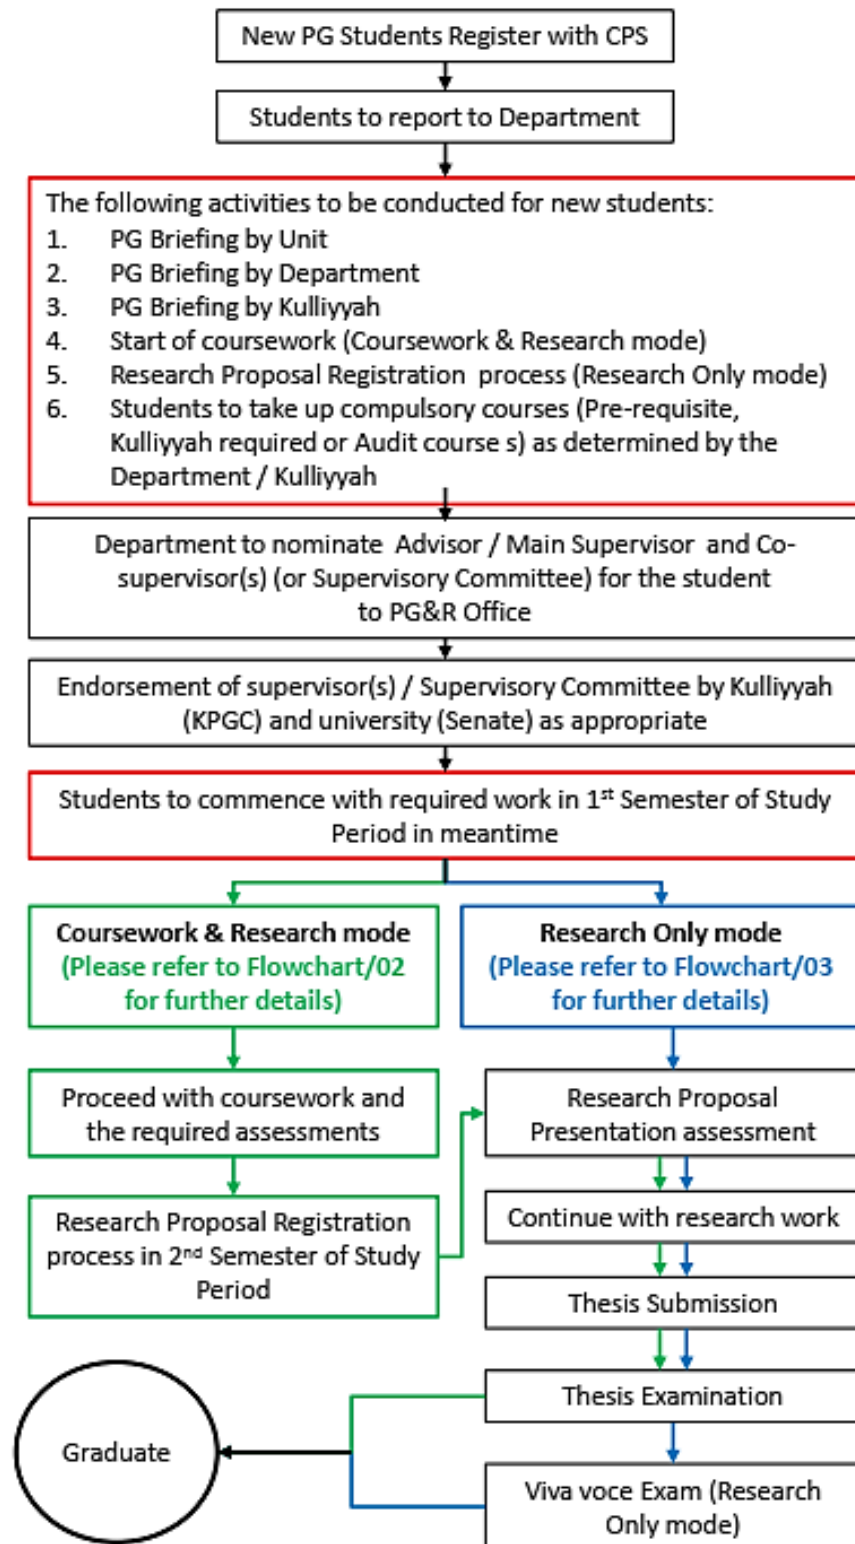 New PG Students Register with CPS
Students to report to Department
The following activities to be conducted for new students:
1. PG Briefing by Unit
2. PG Briefing by Department
3. PG Briefing by Kulliyyah
4. Start of coursework (Coursework & Research mode)
5. Research Proposal Registration process (Research Only mode)
6. Students to take up compulsory courses (Pre-requisite,
Kulliyyah required or Audit course s) as determined by the
Department / Kulliyyah
Department to nominate Advisor / Main Supervisor and Co-
supervisor(s) (or Supervisory Committee) for the student
to PG&R Office
Endorsement of supervisor(s) / Supervisory Committee by Kulliyyah
(KPGC) and university (Senate) as appropriate
Students to commence with required work in 1st Semester of Study
Period in meantime
Coursework & Research mode
(Please refer to Flowchart/02
for further details)
Research Only mode
(Please refer to Flowchart/03
for further details)
Proceed with coursework and
the required assessments
Research Proposal Registration
process in 2nd Semester of Study
Period
Research Proposal
Presentation assessment
Continue with research work
Thesis Submission
Thesis Examination
Viva voce Exam (Research
Only mode)
Graduate